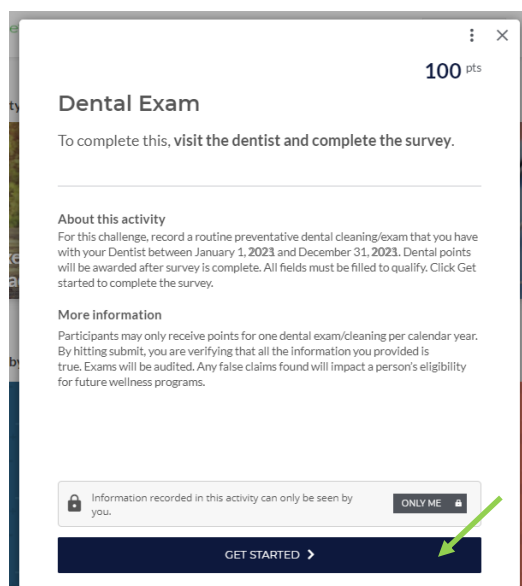 100 pts
Dental Exam
To complete this, visit the dentist and complete the survey.
About this activity
For this challenge, record a routine preventative dental cleaning/exam that you have
with your Dentist between January 1, 2023 and December 31, 2023. Dental points
will be awarded after survey is complete. All fields must be filled to qualify. Click Get
started to complete the survey.
More information
Participants may only receive points for one dental exam/cleaning per calendar year.
By hitting submit, you are verifying that all the information you provided is
true. Exams will be audited. Any false claims found will impact a person's eligibility
for future wellness programs.
Information recorded in this activity can only be seen by
you.
ONLY ME
GET STARTED